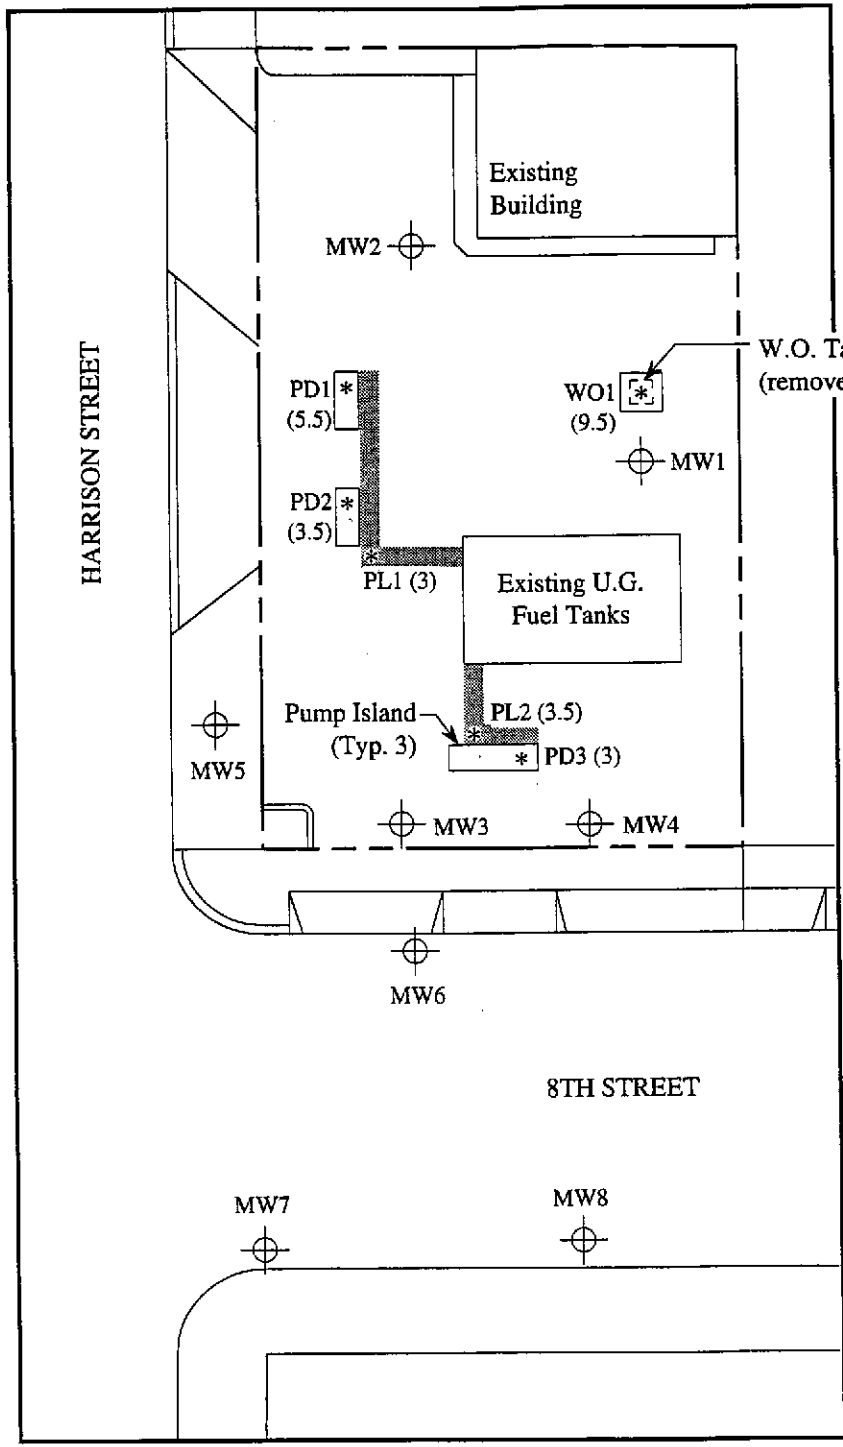 Existing
Building
MW2
HARRISON STREET
PD1
(5.5)
W.O.
(remove
WO1
(9.5)
MW1
PD2
(3.5)
PL1 (3)
Existing U.G.
Fuel Tanks
Pump Island
(Typ. 3)
PL2 (3.5)
PD3 (3)
MW5
MW3
MW4
MW6
8TH STREET
MW7
MW8